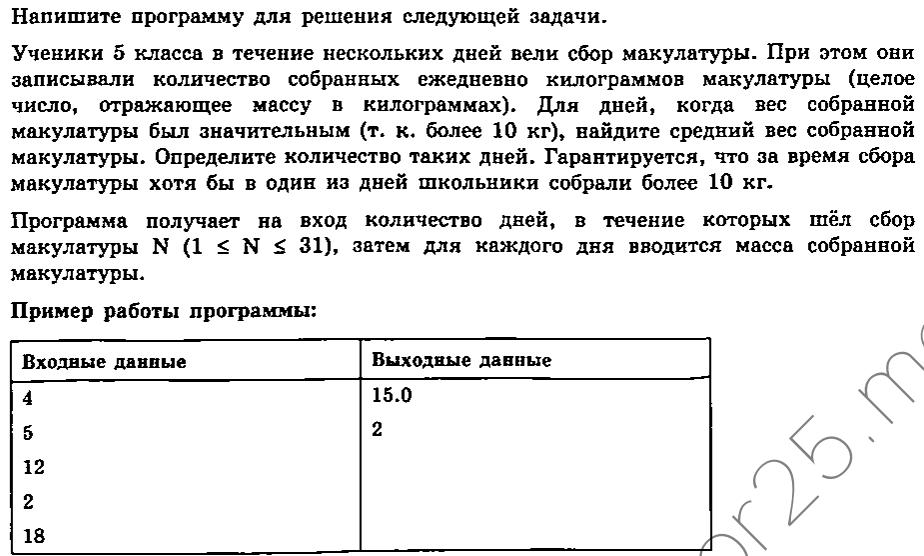 Напишите программу для решения следующей задачи.
Ученики 5 класса в течение нескольких дней вели сбор макулатуры. При этом они
записывали количество собранных ежедневно килограммов макулатуры (целое
число, отражающее массу в килограммах). Для дней, когда вес собранной
макулатуры был значительным (т. к. более 10 кг), найдите средний вес собранной
макулатуры. Определите количество таких дней. Гарантируется, что за время сбора
макулатуры хотя бы в один из дней школьники собрали более 10 кг.
Программа получает на вход количество дней, в течение которых шёл сбор
макулатуры N (1 ≤ N ≤ 31), затем для каждого дня вводится масса собранной
макулатуры.
Пример работы программы:
Входные данные Выходные данные
4 15.0
5 2
12
2
18